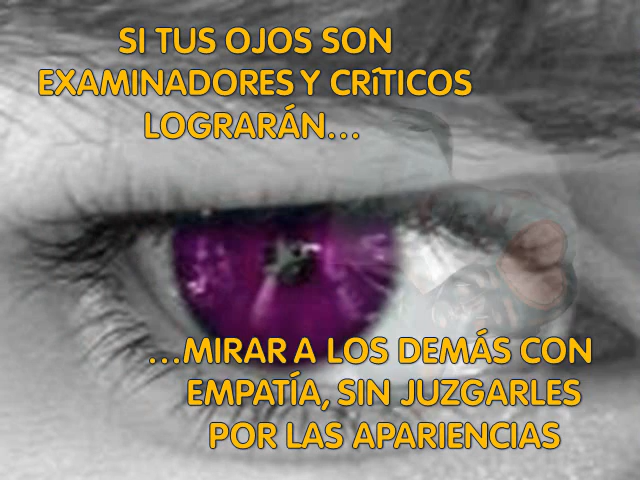 SI TUS OJOS SON
EXAMINADORES Y CRíTICOS
LOGRARÁN...
...MIRAR A LOS DEMÁS CON
EMPATÍA, SIN JUZGARLES
POR LAS APARIENCIAS